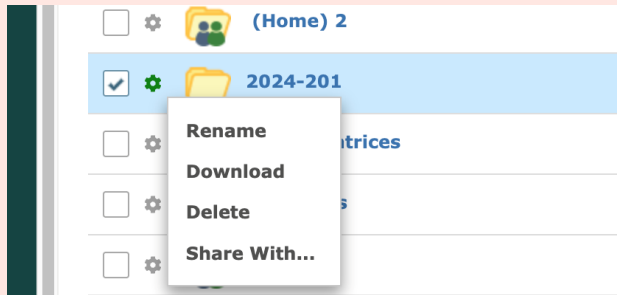 (Home) 2
2024-201
Rename
Download
Delete
Share With...